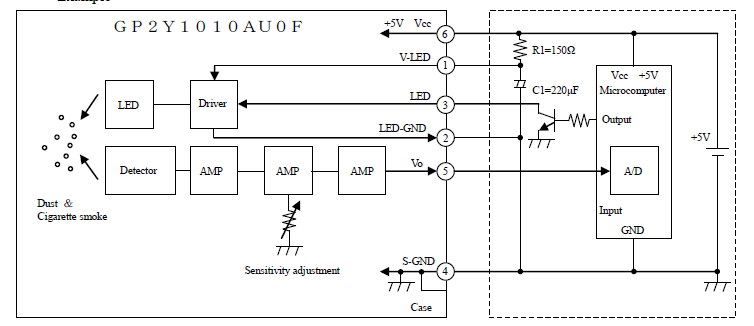 GP2Y1010AU0F
+5V Vcc
6
V-LED
1
LED
3
LED-GND
2
Vo
5
S-GND
4
Case
LED
Driver
Detector
AMP
AMP
AMP
Dust &
Cigarette smoke
Sensitivity adjustment
R1=150Ω
C1=220μF
Vcc +5V
Microcomputer
Output
A/D
Input
GND
+5V